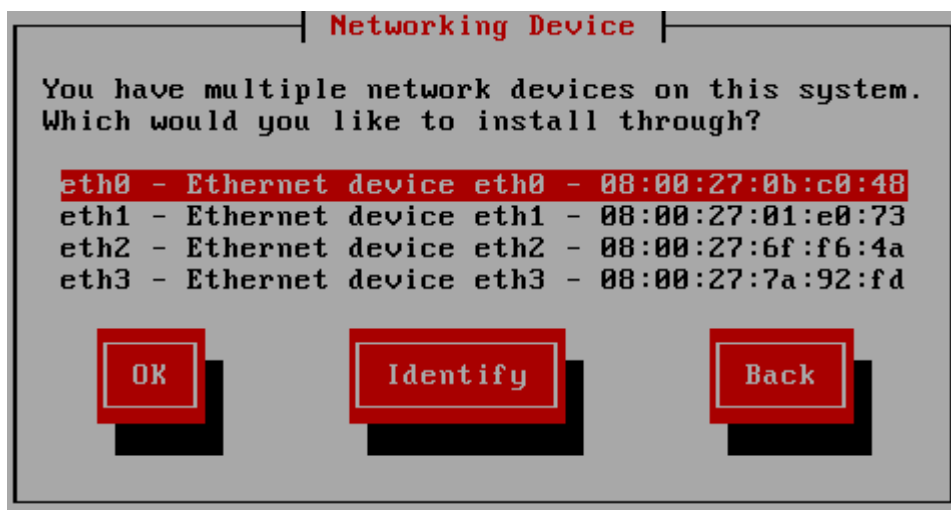 Networking Device
You have multiple network devices on this system.
Which would you like to install through?
eth0 - Ethernet device eth0 - 08:00:27:0b:c0:48
eth1 - Ethernet device eth1 - 08:00:27:01:e0:73
eth2 - Ethernet device eth2 - 08:00:27:6f:f6:4a
eth3 - Ethernet device eth3 - 08:00:27:7a:92:fd
OK Identify Back